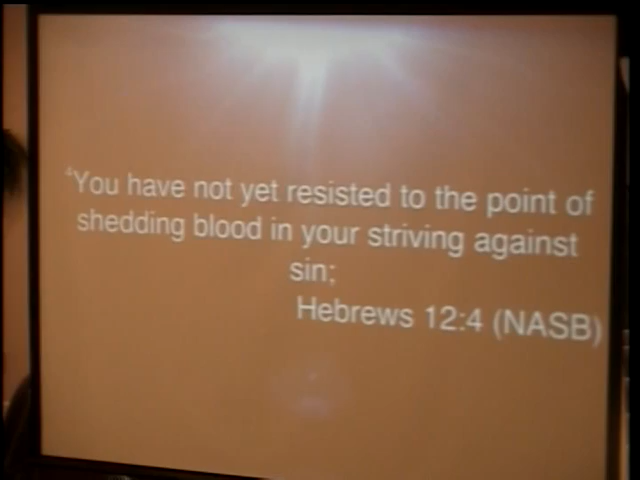 ⁴You have not yet resisted to the point of
shedding blood in your striving against
sin;
Hebrews 12:4 (NASB)